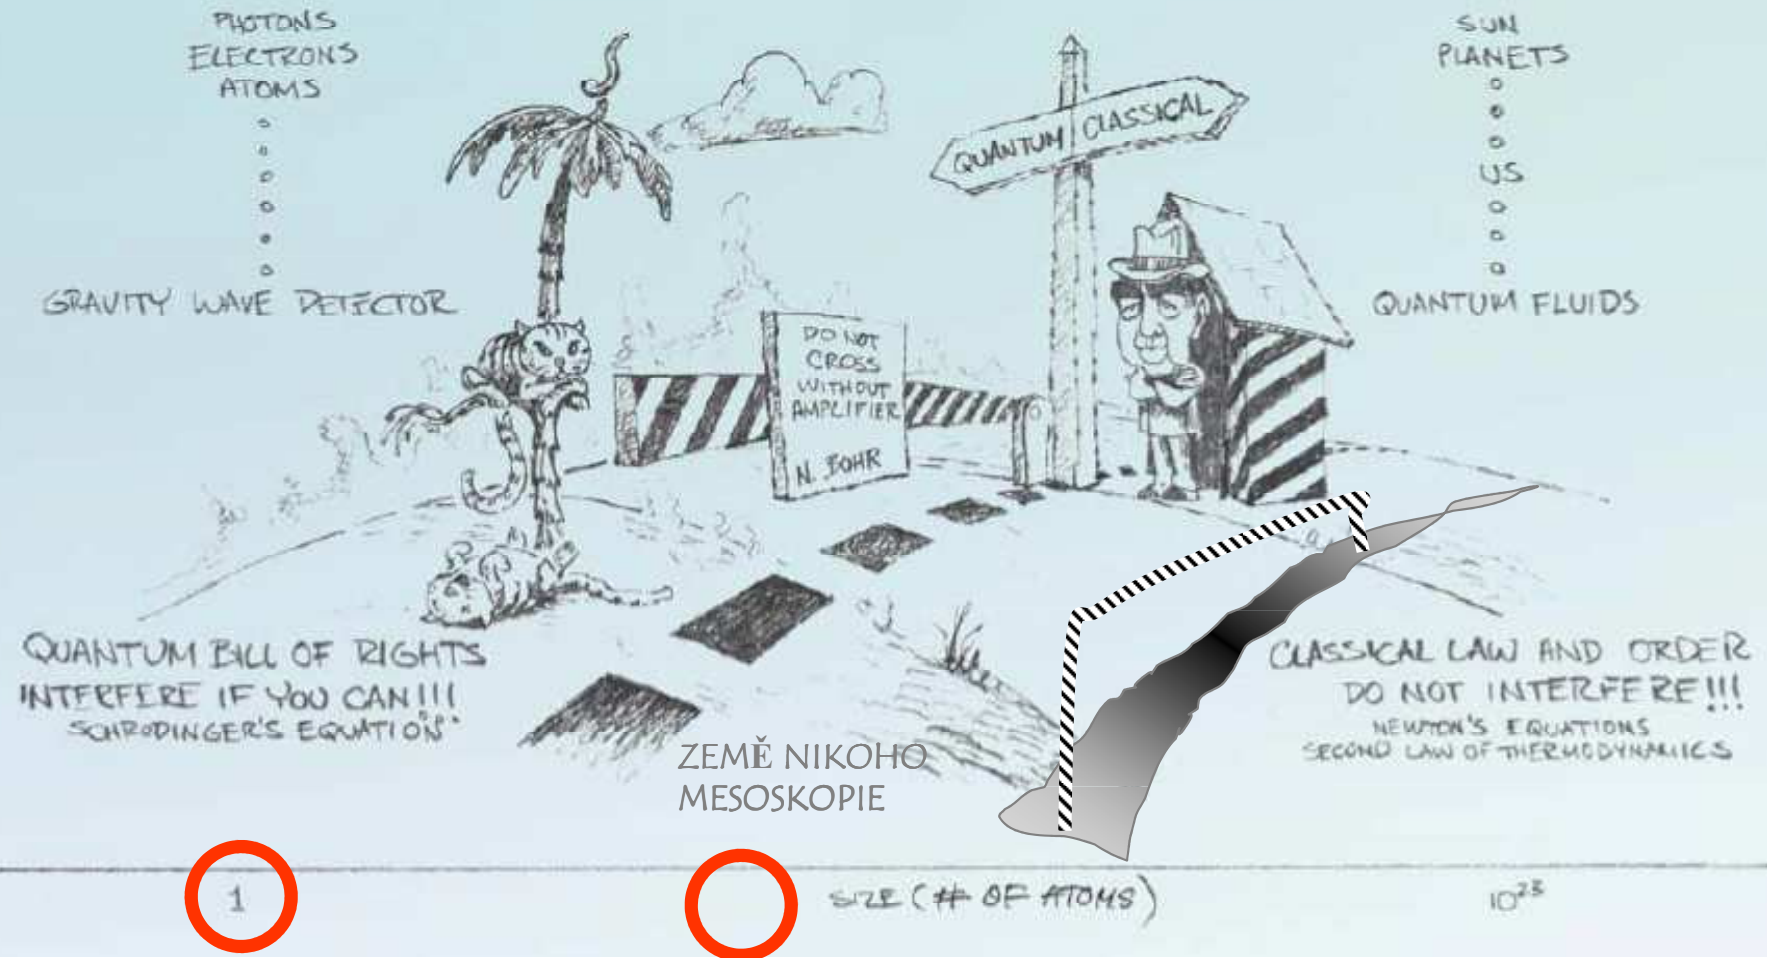 PHOTONS
ELECTRONS
ATOMS
GRAVITY WAVE DETECTOR
QUANTUM CLASSICAL
SUN
PLANETS
US
QUANTUM FLUIDS
DO NOT
CROSS
WITHOUT
AMPLIFIER
N. BOHR
QUANTUM BILL OF RIGHTS
INTERFERE IF YOU CAN!!!
SCHRODINGER'S EQUATION
CLASSICAL LAW AND ORDER
DO NOT INTERFERE!!!
NEWTON'S EQUATIONS
SECOND LAW OF THERMODYNAMICS
ZEMĚ NIKOHO
MESOSKOPIE
1
SIZE (# OF ATOMS)
10²³